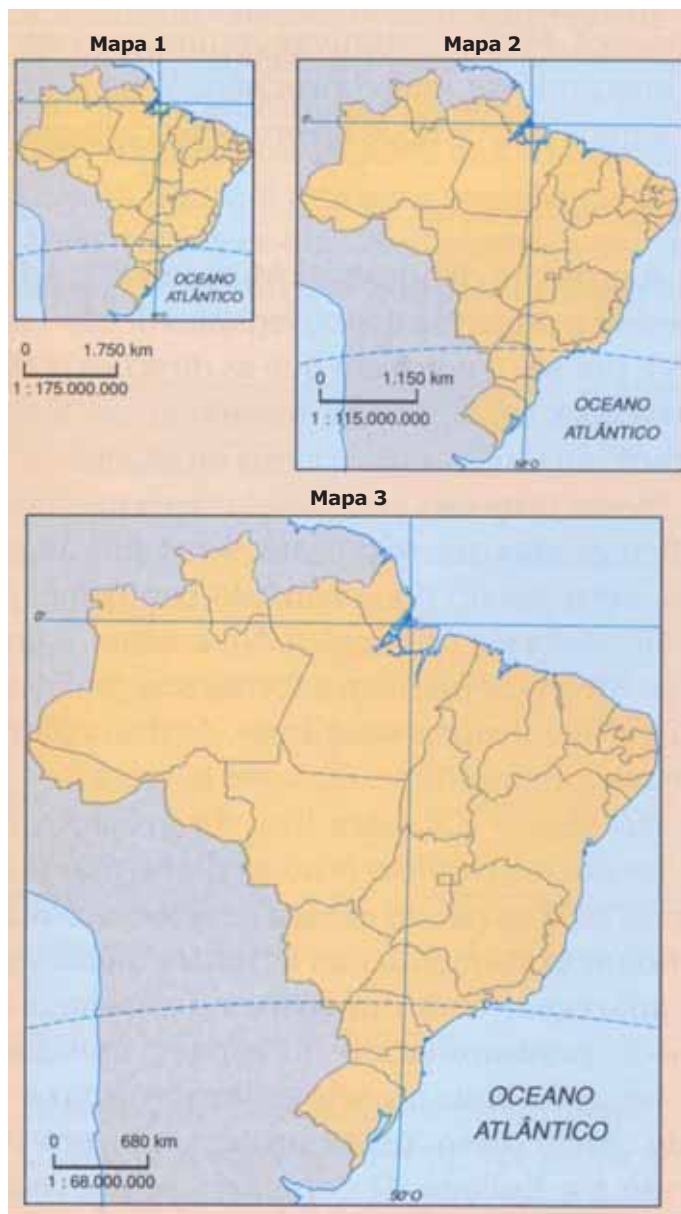 Mapa 1
OCEANO
ATLÂNTICO
0 1.750 km
1 : 175.000.000
Mapa 2
0°
0 1.150 km
1 : 115.000.000
OCEANO
ATLÂNTICO
50°O
Mapa 3
0°
OCEANO
ATLÂNTICO
0 680 km
1 : 68.000.000
50°O